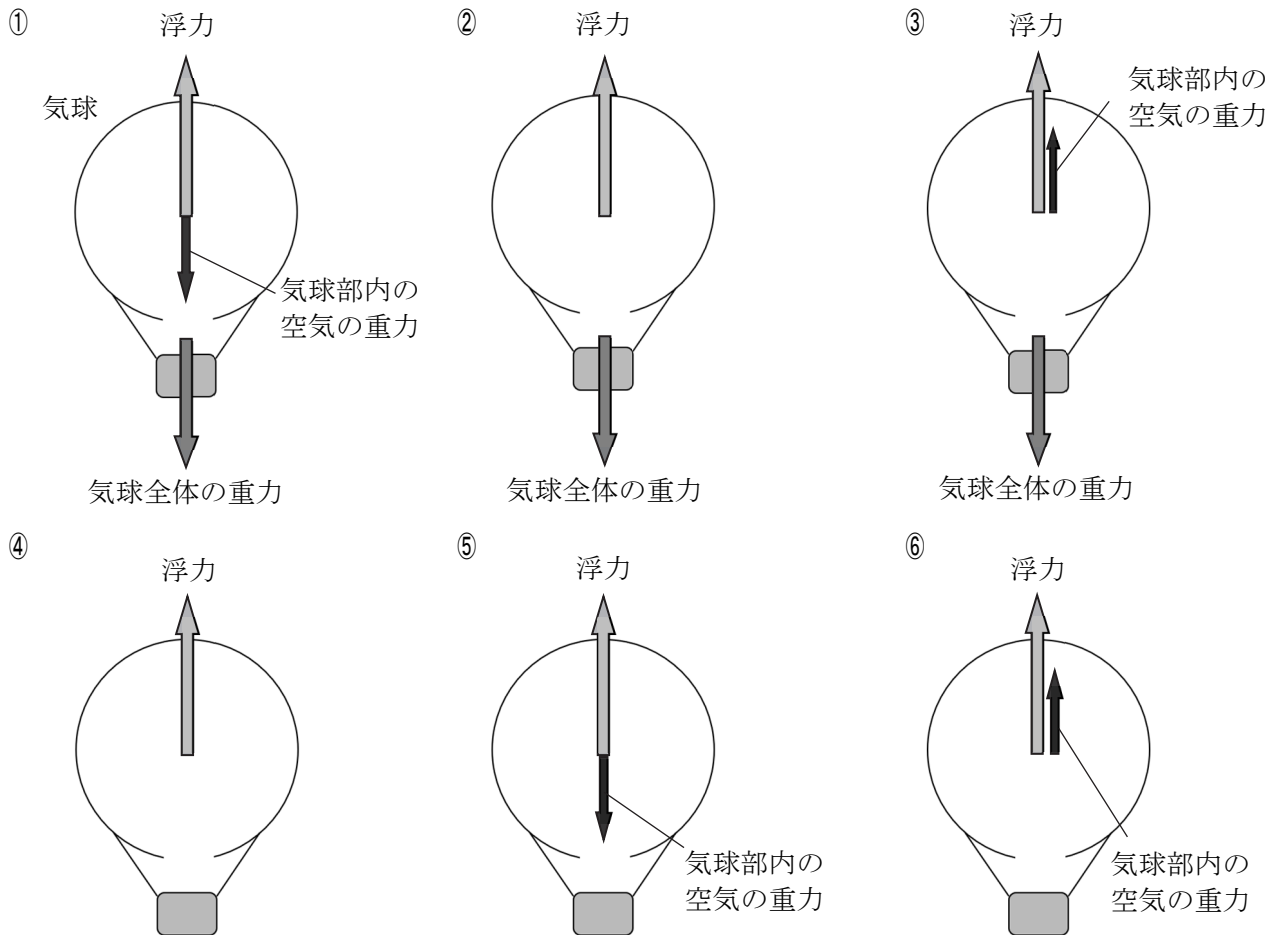 ①
浮力
気球
気球部内の
空気の重力
気球全体の重力
②
浮力
気球全体の重力
③
浮力
気球部内の
空気の重力
気球全体の重力
④
浮力
⑤
浮力
気球部内の
空気の重力
⑥
浮力
気球部内の
空気の重力